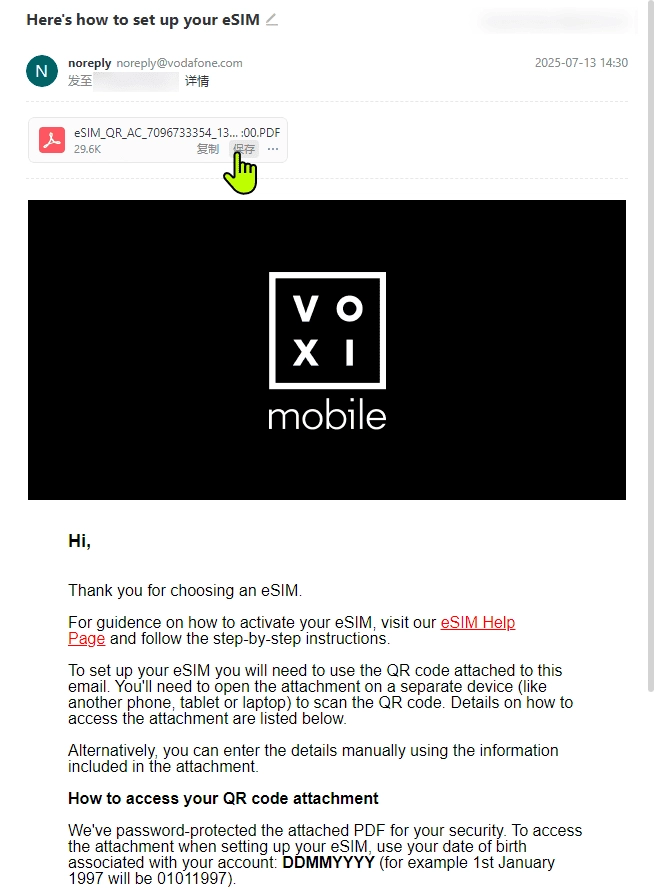 Here's how to set up your eSIM
N
noreply noreply@vodafone.com
2025-07-13 14:30
发至 详情
eSIM_QR_AC_7096733354_13... :00.PDF
29.6K 复制 保存 ···
VO
XI
mobile
Hi,
Thank you for choosing an eSIM.
For guidance on how to activate your eSIM, visit our eSIM Help
Page and follow the step-by-step instructions.
To set up your eSIM you will need to use the QR code attached to this
email. You'll need to open the attachment on a separate device (like
another phone, tablet or laptop) to scan the QR code. Details on how to
access the attachment are listed below.
Alternatively, you can enter the details manually using the information
included in the attachment.
How to access your QR code attachment
We've password-protected the attached PDF for your security. To access
the attachment when setting up your eSIM, use your date of birth
associated with your account: DDMMYYYY (for example 1st January
1997 will be 01011997).